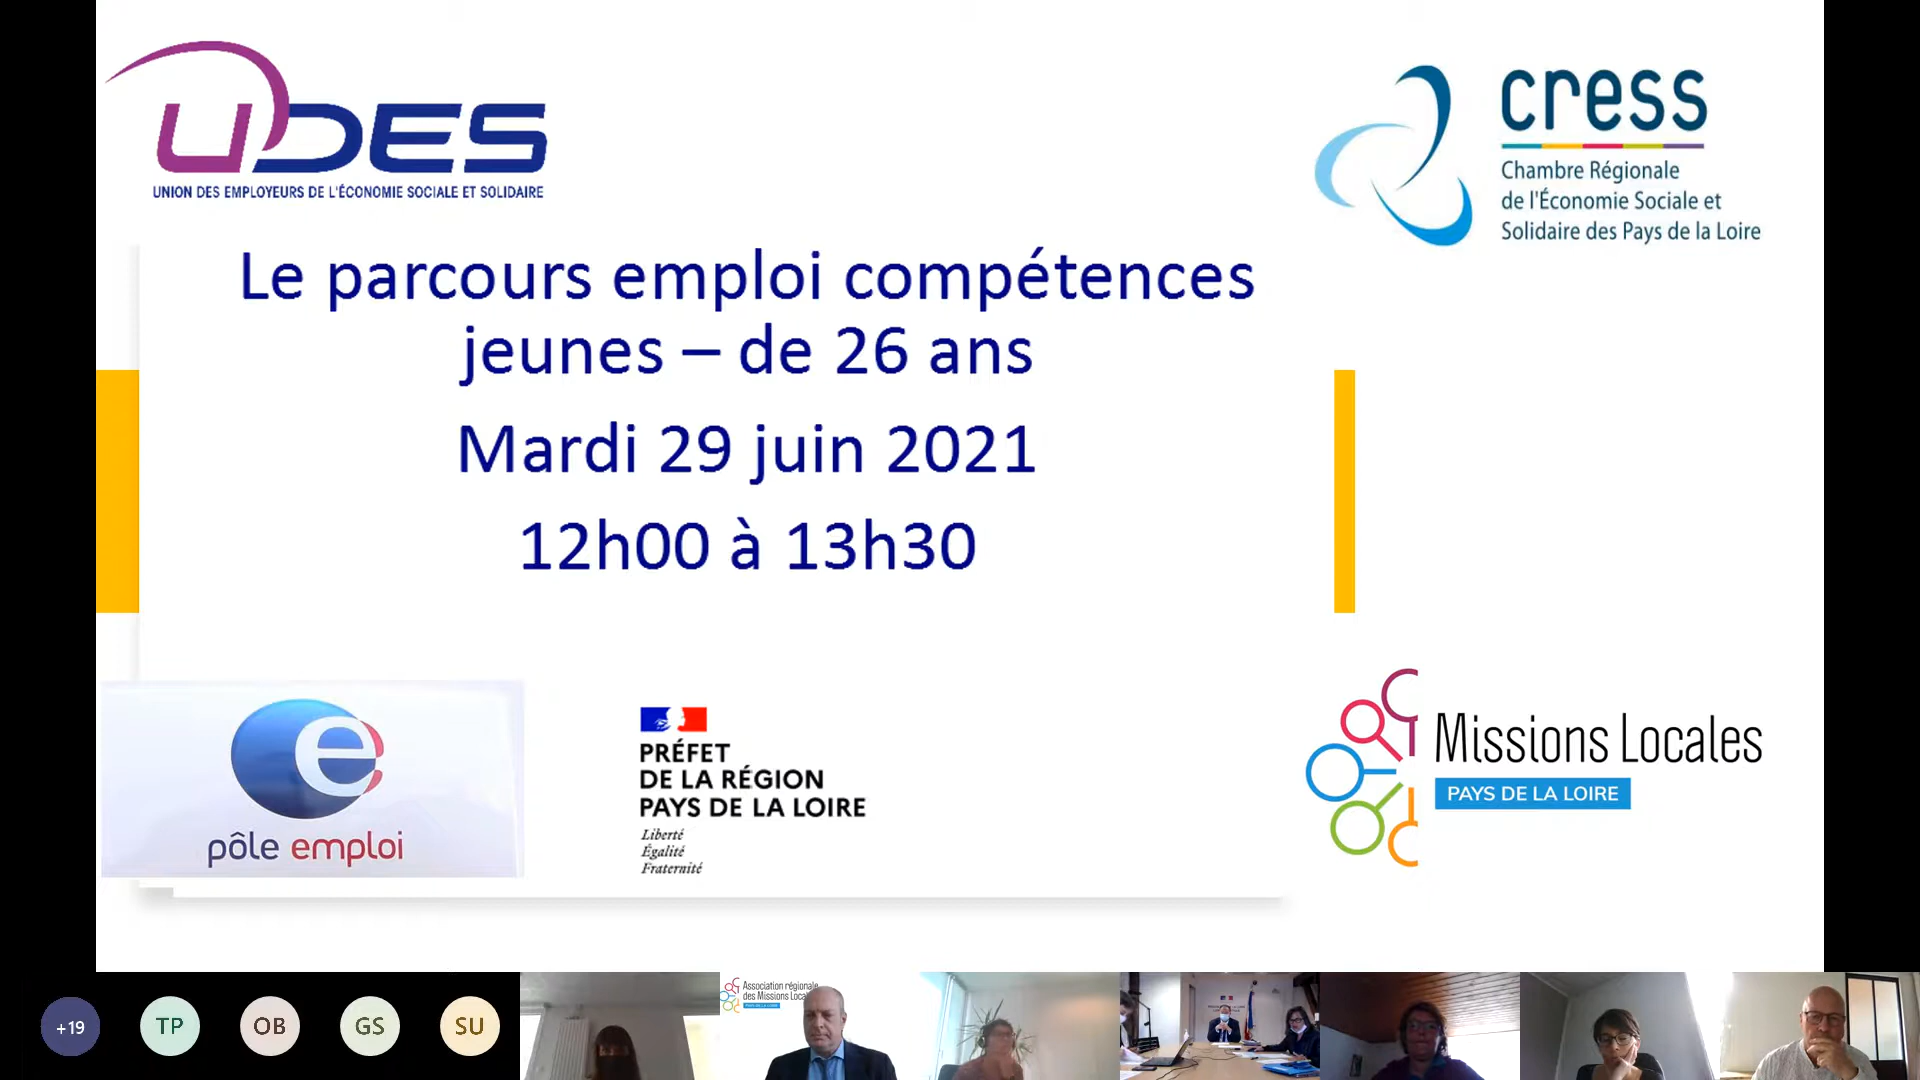 UDES
UNION DES EMPLOYEURS DE L'ÉCONOMIE SOCIALE ET SOLIDAIRE
cress
Chambre Régionale
de l'Économie Sociale et
Solidaire des Pays de la Loire
Le parcours emploi compétences
jeunes – de 26 ans
Mardi 29 juin 2021
12h00 à 13h30
pôle emploi
PRÉFET
DE LA RÉGION
PAYS DE LA LOIRE
Liberté
Égalité
Fraternité
Missions Locales
PAYS DE LA LOIRE
+19
TP
OB
GS
SU
Association régionale
des Missions Loca